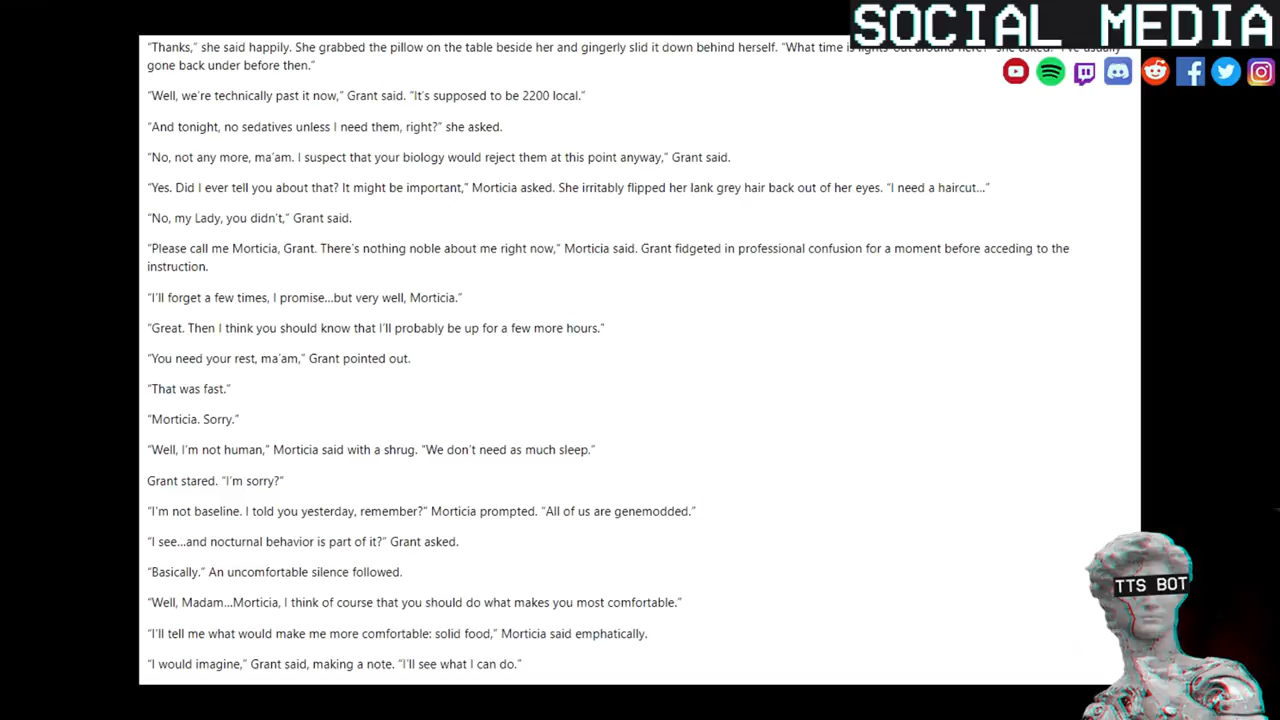 SOCIAL MEDIA
“Thanks,” she said happily. She grabbed the pillow on the table beside her and gingerly slid it down behind herself. “What time is lights-out around here?” she asked. “I’ve usually
gone back under before then.”
“Well, we’re technically past it now,” Grant said. “It’s supposed to be 2200 local.”
“And tonight, no sedatives unless I need them, right?” she asked.
“No, not any more, ma’am. I suspect that your biology would reject them at this point anyway,” Grant said.
“Yes. Did I ever tell you about that? It might be important,” Morticia asked. She irritably flipped her lank grey hair back out of her eyes. “I need a haircut…”
“No, my Lady, you didn’t,” Grant said.
“Please call me Morticia, Grant. There’s nothing noble about me right now,” Morticia said. Grant fidgeted in professional confusion for a moment before acceding to the
instruction.
“I’ll forget a few times, I promise…but very well, Morticia.”
“Great. Then I think you should know that I’ll probably be up for a few more hours.”
“You need your rest, ma’am,” Grant pointed out.
“That was fast.”
“Morticia. Sorry.”
“Well, I’m not human,” Morticia said with a shrug. “We don’t need as much sleep.”
Grant stared. “I’m sorry?”
“I’m not baseline. I told you yesterday, remember?” Morticia prompted. “All of us are genemodded.”
“I see…and nocturnal behavior is part of it?” Grant asked.
“Basically.” An uncomfortable silence followed.
“Well, Madam…Morticia, I think of course that you should do what makes you most comfortable.”
“I’ll tell me what would make me more comfortable: solid food,” Morticia said emphatically.
“I would imagine,” Grant said, making a note. “I’ll see what I can do.”
TTS BOT